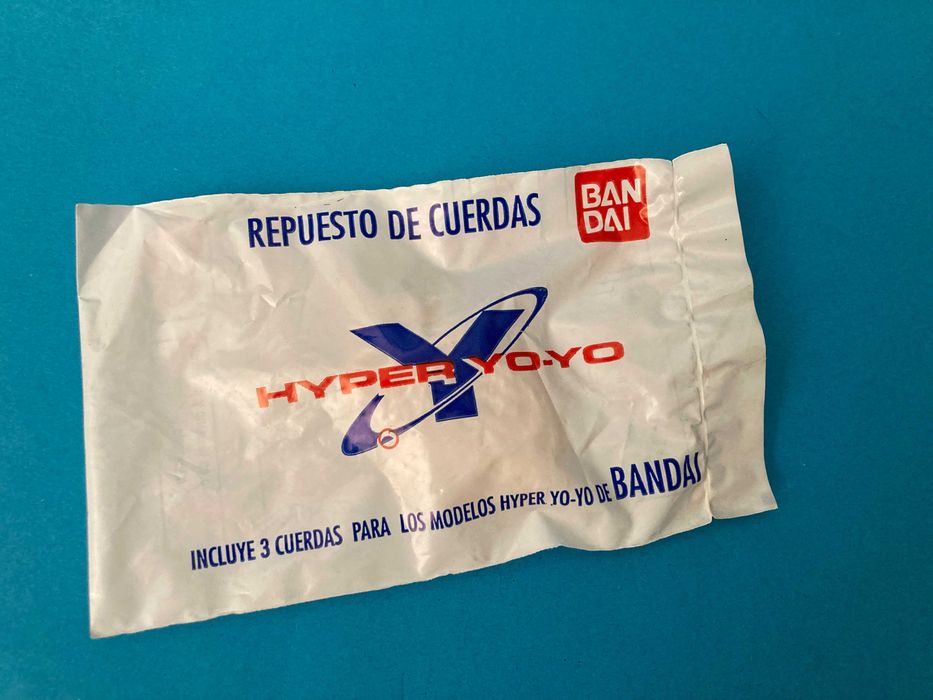 REPUESTO DE CUERDAS
BAN
DAI
Y
HYPER YO-YO
INCLUYE 3 CUERDAS PARA LOS MODELOS HYPER YO-YO DE BANDAI